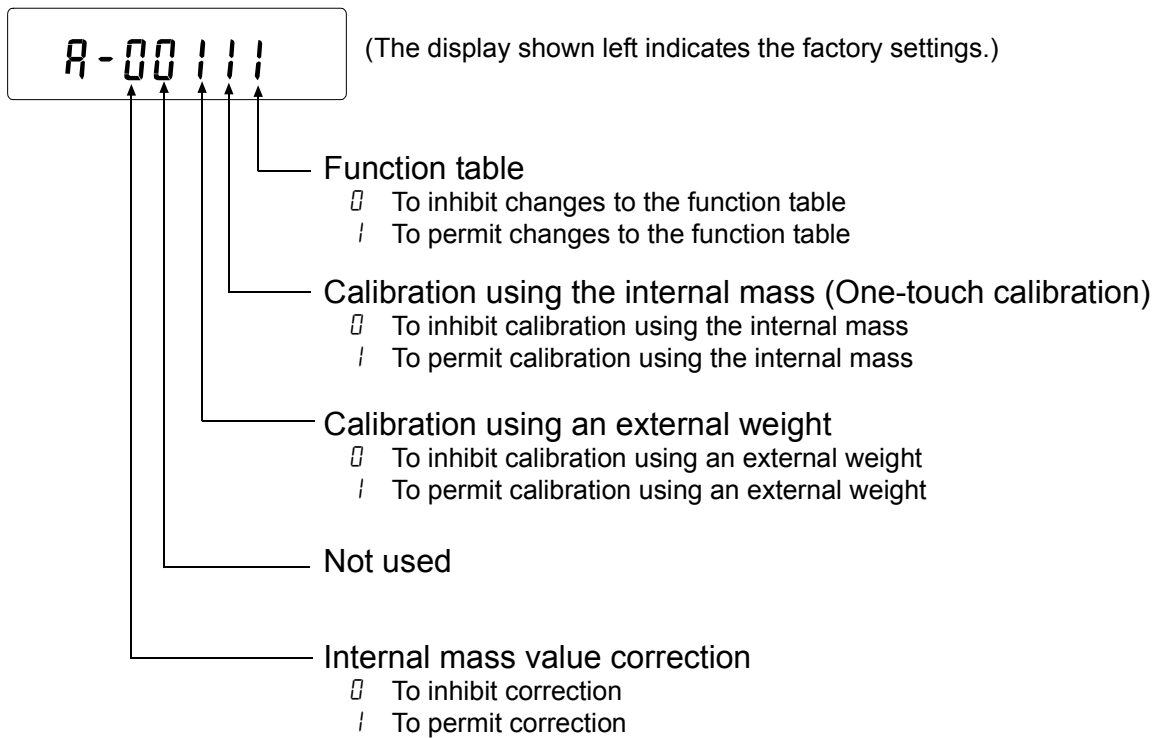 A-00111
(The display shown left indicates the factory settings.)
Function table
0 To inhibit changes to the function table
1 To permit changes to the function table
Calibration using the internal mass (One-touch calibration)
0 To inhibit calibration using the internal mass
1 To permit calibration using the internal mass
Calibration using an external weight
0 To inhibit calibration using an external weight
1 To permit calibration using an external weight
Not used
Internal mass value correction
0 To inhibit correction
1 To permit correction